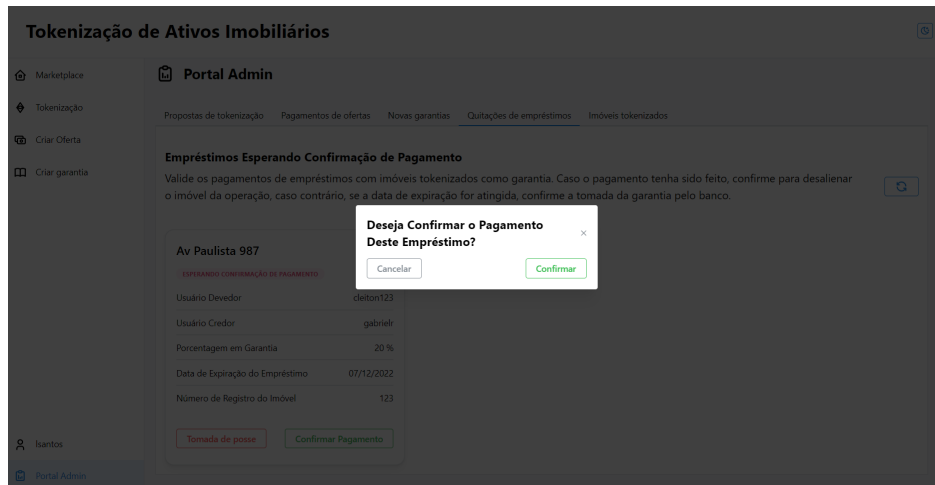 Tokenização de Ativos Imobiliários
Marketplace
Tokenização
Criar Oferta
Criar garantia
Portal Admin
Propostas de tokenização Pagamentos de ofertas Novas garantias Quitações de empréstimos Imóveis tokenizados
Empréstimos Esperando Confirmação de Pagamento
Valide os pagamentos de empréstimos com imóveis tokenizados como garantia. Caso o pagamento tenha sido feito, confirme para desalienar
o imóvel da operação, caso contrário, se a data de expiração for atingida, confirme a tomada da garantia pelo banco.
Deseja Confirmar o Pagamento
Deste Empréstimo?
Cancelar Confirmar
Av Paulista 987
ESPERANDO CONFIRMAÇÃO DE PAGAMENTO
Usuário Devedor cleiton123
Usuário Credor gabrielr
Porcentagem em Garantia 20 %
Data de Expiração do Empréstimo 07/12/2022
Número de Registro do Imóvel 123
Tomada de posse Confirmar Pagamento
lsantos
Portal Admin